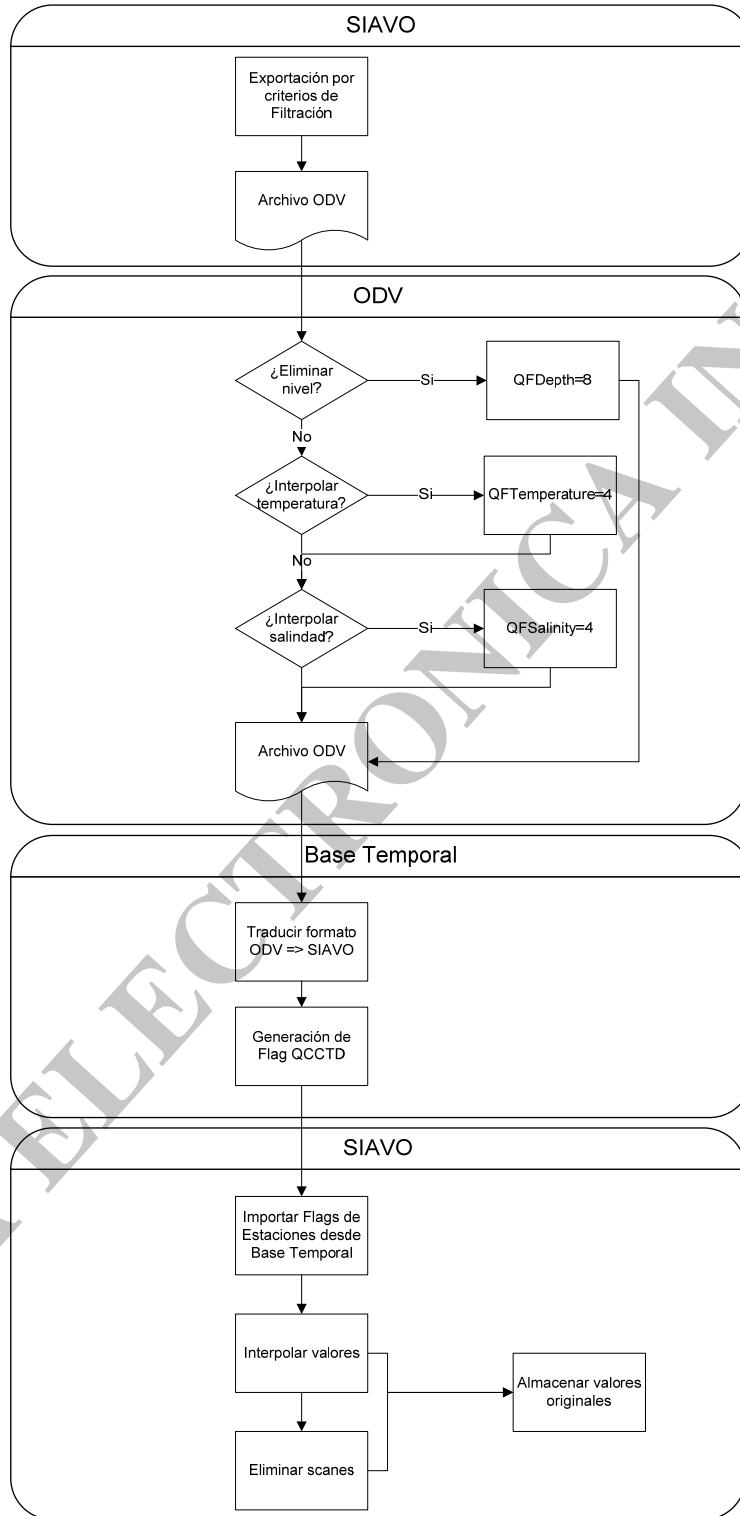 SIAVO
Exportación por
criterios de
Filtración
Archivo ODV
ODV
¿Eliminar
nivel?
Si
QFDepth=8
No
¿Interpolar
temperatura?
Si
QFTemperature=4
No
¿Interpolar
salindad?
Si
QFSalinity=4
Archivo ODV
Base Temporal
Traducir formato
ODV => SIAVO
Generación de
Flag QCCTD
SIAVO
Importar Flags de
Estaciones desde
Base Temporal
Interpolar valores
Almacenar valores
originales
Eliminar scanes
ELECTRONICA